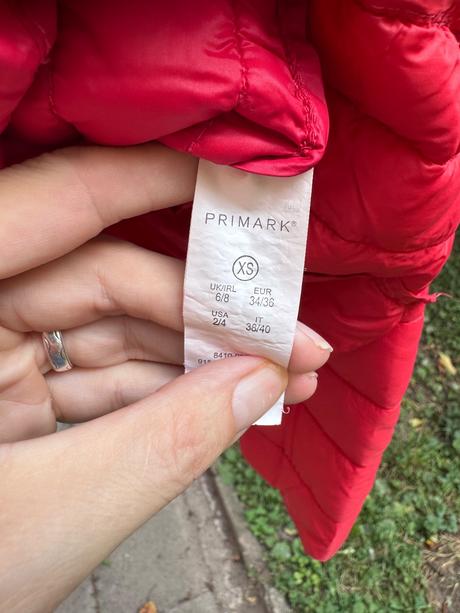 PRIMARK®
XS
UK/IRL EUR
6/8 34/36
USA IT
2/4 36/40